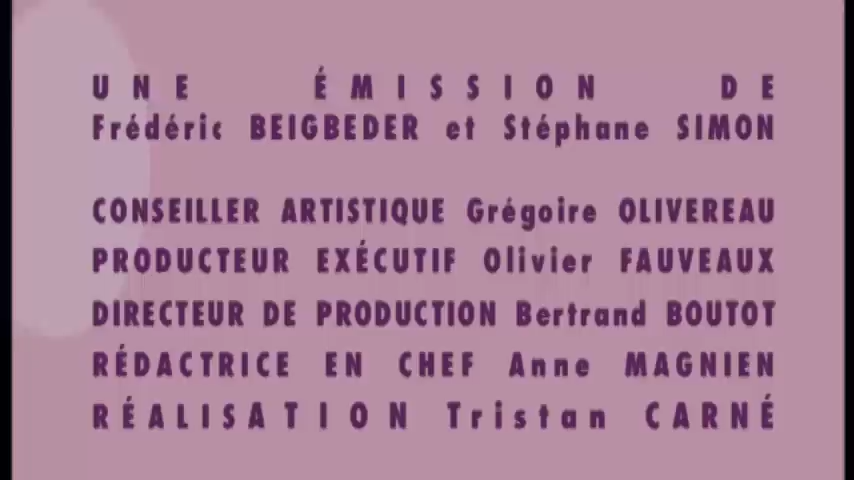 UNE ÉMISSION DE
Frédéric BEIGBEDER et Stéphane SIMON
CONSEILLER ARTISTIQUE Grégoire OLIVEREAU
PRODUCTEUR EXÉCUTIF Olivier FAUVEAUX
DIRECTEUR DE PRODUCTION Bertrand BOUTOT
RÉDACTRICE EN CHEF Anne MAGNIEN
RÉALISATION Tristan CARNÉ